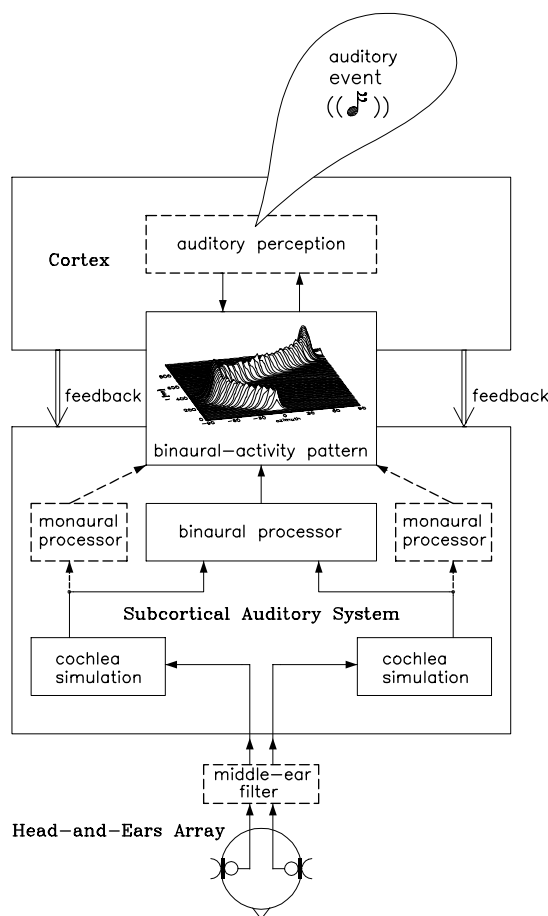 auditory
event
(( ))
auditory perception
Cortex
feedback
feedback
azimuth
binaural-activity pattern
monaural
processor
binaural processor
monaural
processor
Subcortical Auditory System
cochlea
simulation
cochlea
simulation
middle-ear
filter
Head-and-Ears Array